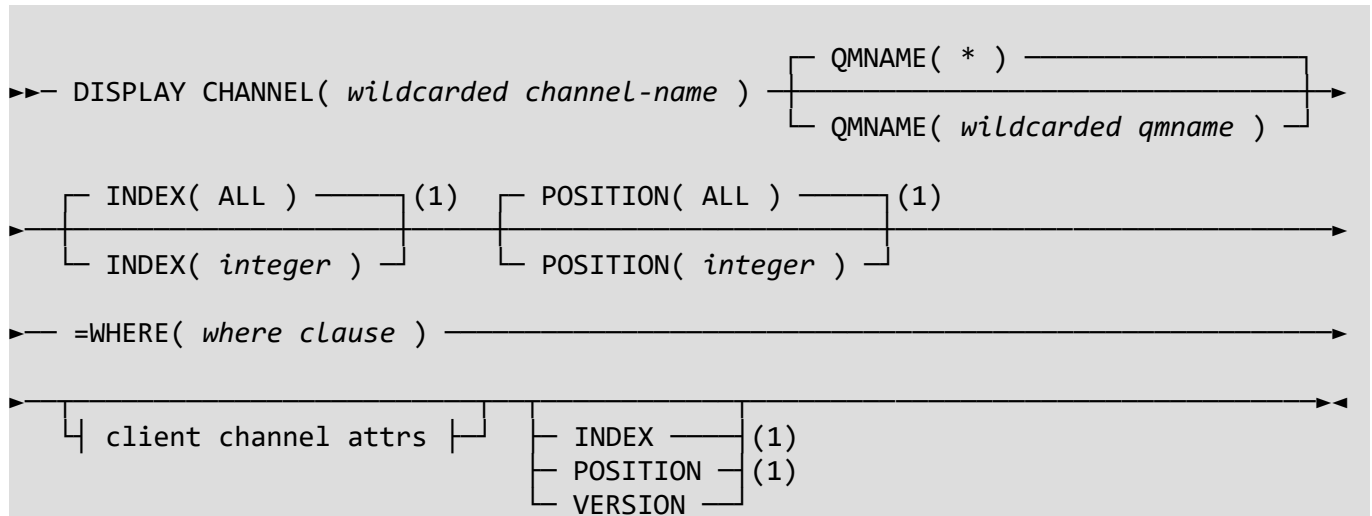 QMNAME( * )
DISPLAY CHANNEL( wildcarded channel-name )
QMNAME( wildcarded qmname )
INDEX( ALL ) (1) POSITION( ALL ) (1)
INDEX( integer ) POSITION( integer )
=WHERE( where clause )
client channel attrs INDEX (1)
POSITION (1)
VERSION